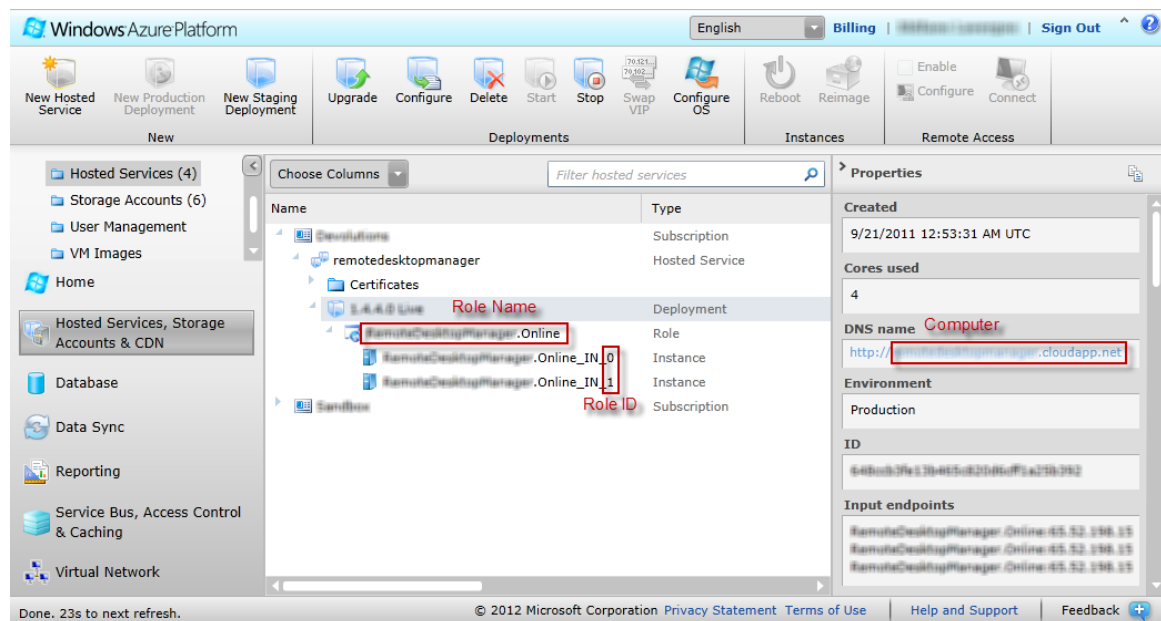 Windows Azure Platform
English Billing | | Sign Out
New Hosted Service
New Production Deployment
New Staging Deployment
Upgrade
Configure
Delete
Start
Stop
Swap VIP
Configure OS
Reboot
Reimage
Enable
Configure
Connect
New
Deployments
Instances
Remote Access
Hosted Services (4)
Storage Accounts (6)
User Management
VM Images
Home
Hosted Services, Storage Accounts & CDN
Database
Data Sync
Reporting
Service Bus, Access Control & Caching
Virtual Network
Choose Columns
Filter hosted services
Name Type
Subscription
remotedesktopmanager Hosted Service
Certificates
Role Name
Deployment
.Online Role
.Online_IN_0 Instance
.Online_IN_1 Instance
Role ID
Subscription
Properties
Created
9/21/2011 12:53:31 AM UTC
Cores used
4
DNS name Computer
http:// .cloudapp.net
Environment
Production
ID
Input endpoints
Done. 23s to next refresh.
© 2012 Microsoft Corporation Privacy Statement Terms of Use
Help and Support
Feedback